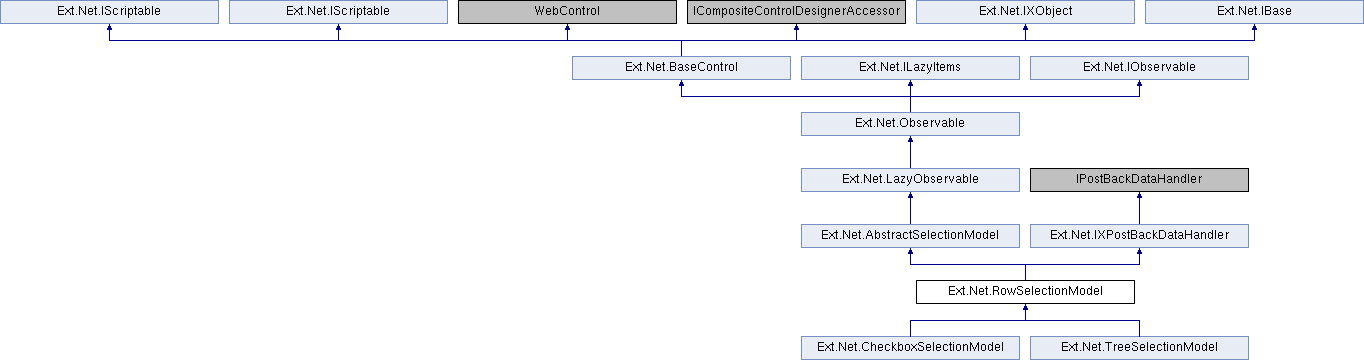 Ext.Net.IScriptable
Ext.Net.IScriptable
WebControl
ICompositeControlDesignerAccessor
Ext.Net.IXObject
Ext.Net.IBase
Ext.Net.BaseControl
Ext.Net.ILazyItems
Ext.Net.IObservable
Ext.Net.Observable
Ext.Net.LazyObservable
IPostBackDataHandler
Ext.Net.AbstractSelectionModel
Ext.Net.IXPostBackDataHandler
Ext.Net.RowSelectionModel
Ext.Net.CheckboxSelectionModel
Ext.Net.TreeSelectionModel